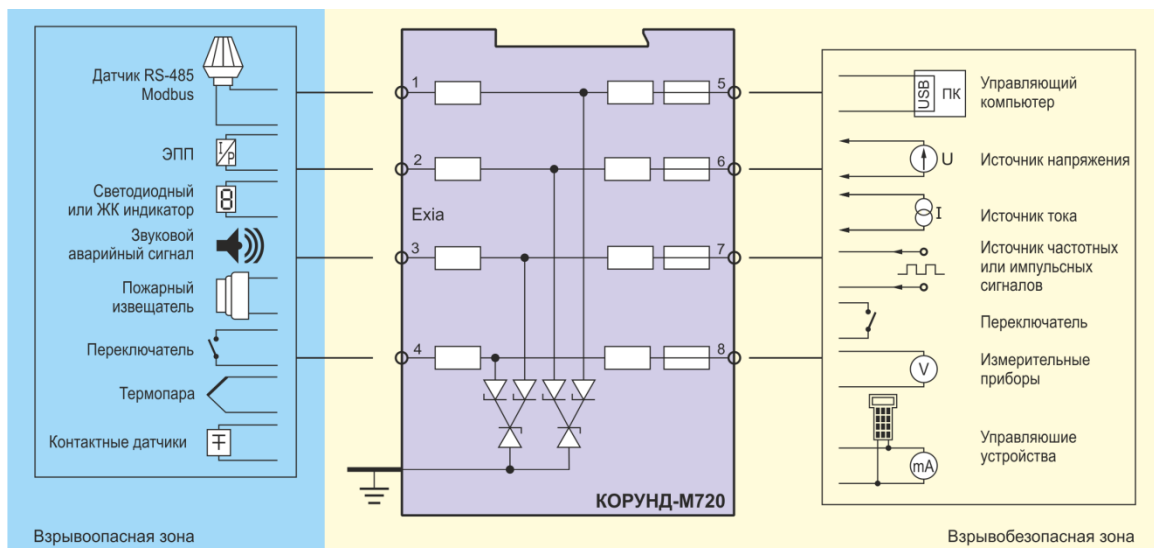 Датчик RS-485
Modbus
ЭПП
I/P
Светодиодный
или ЖК индикатор
8
Звуковой
аварийный сигнал
Пожарный
извещатель
Переключатель
Термопара
Контактные датчики
Взрывоопасная зона
1
5
2
6
Exia
3
7
4
8
КОРУНД-М720
USB
ПК
Управляющий
компьютер
U
Источник напряжения
I
Источник тока
Источник частотных
или импульсных
сигналов
Переключатель
V
Измерительные
приборы
Управляюшие
устройства
mA
Взрывобезопасная зона